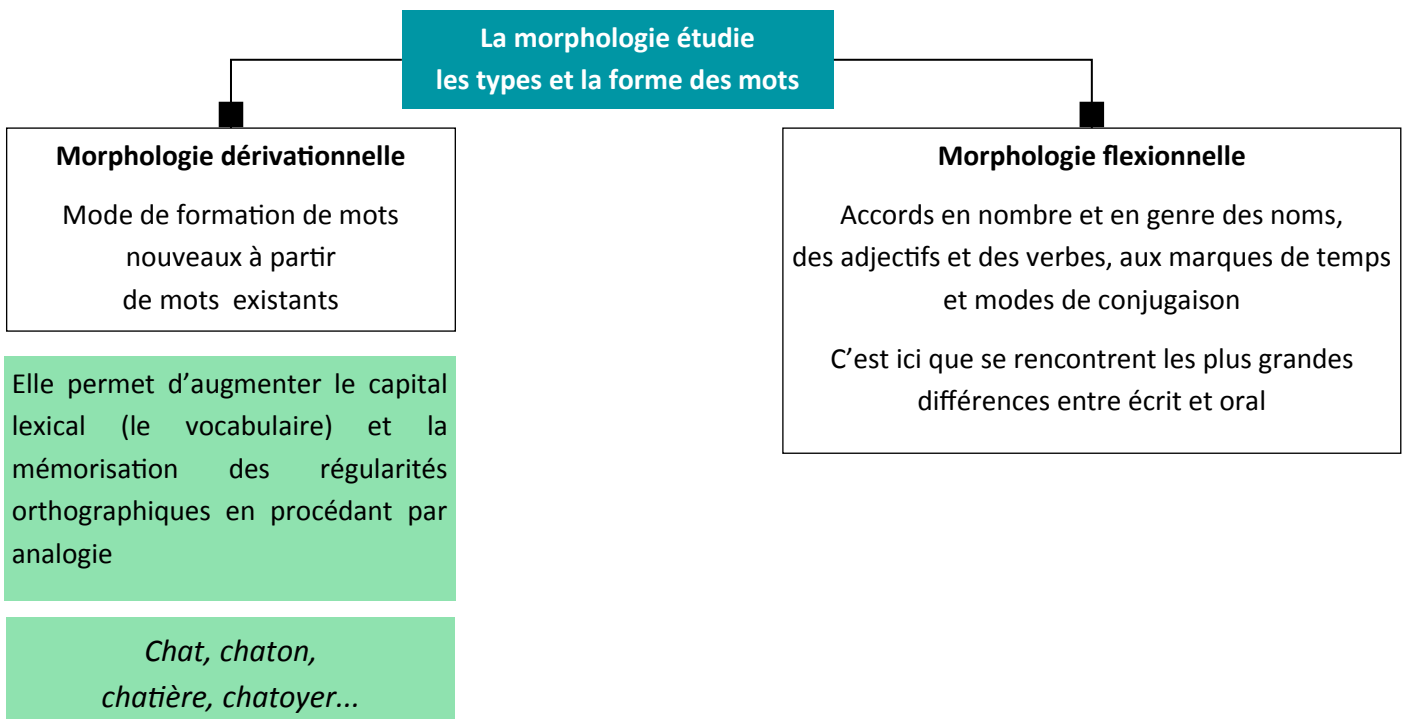 La morphologie étudie
les types et la forme des mots
Morphologie dérivationnelle
Mode de formation de mots
nouveaux à partir
de mots existants
Elle permet d'augmenter le capital
lexical (le vocabulaire) et la
mémorisation des régularités
orthographiques en procédant par
analogie
Chat, chaton,
chatière, chatoyer...
Morphologie flexionnelle
Accords en nombre et en genre des noms,
des adjectifs et des verbes, aux marques de temps
et modes de conjugaison
C'est ici que se rencontrent les plus grandes
différences entre écrit et oral